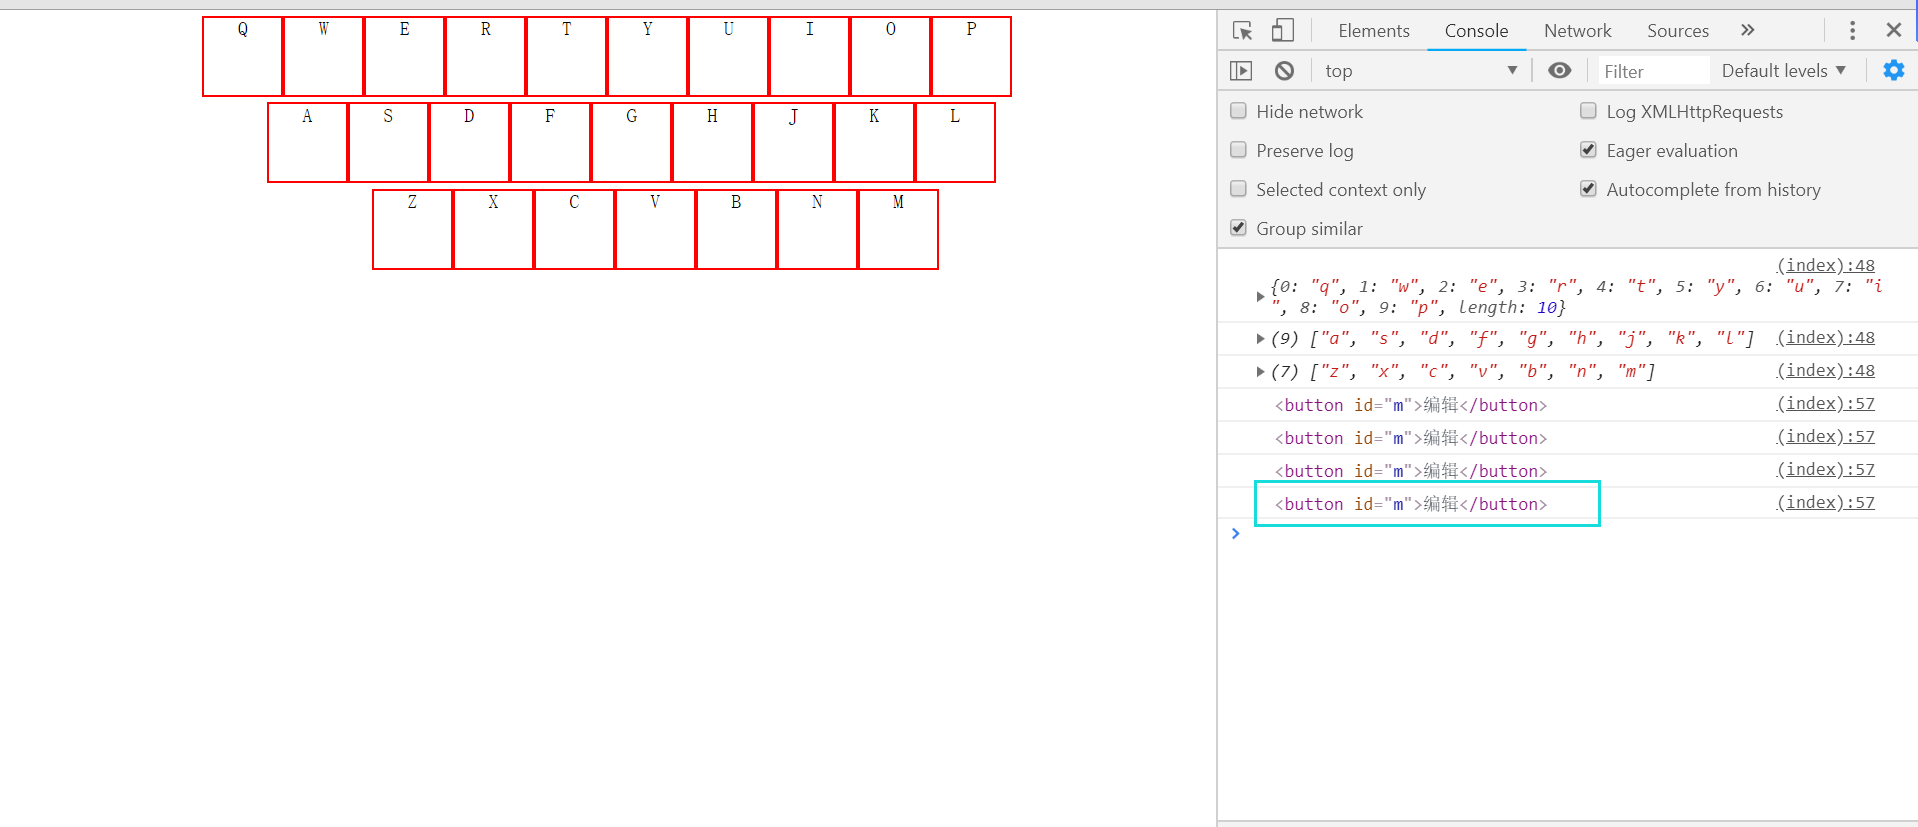 Q W E R T Y U I O P
A S D F G H J K L
Z X C V B N M
Elements Console Network Sources »
top ▼ Filter Default levels ▼
Hide network Log XMLHttpRequests
Preserve log Eager evaluation
Selected context only Autocomplete from history
Group similar
(index):48
{0: "q", 1: "w", 2: "e", 3: "r", 4: "t", 5: "y", 6: "u", 7: "i
", 8: "o", 9: "p", length: 10}
(9) ["a", "s", "d", "f", "g", "h", "j", "k", "l"] (index):48
(7) ["z", "x", "c", "v", "b", "n", "m"] (index):48
<button id="m">编辑</button> (index):57
<button id="m">编辑</button> (index):57
<button id="m">编辑</button> (index):57
<button id="m">编辑</button> (index):57